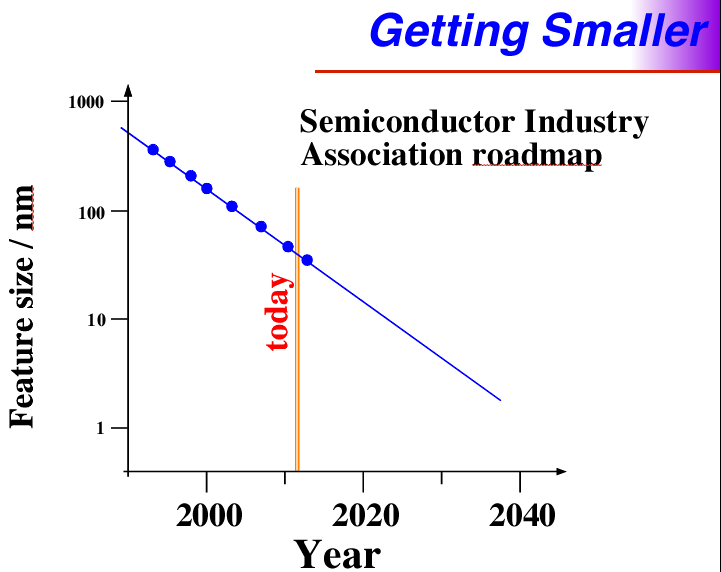 Getting Smaller
Semiconductor Industry
Association roadmap
Feature size / nm
1000
100
10
1
today
2000
2020
2040
Year